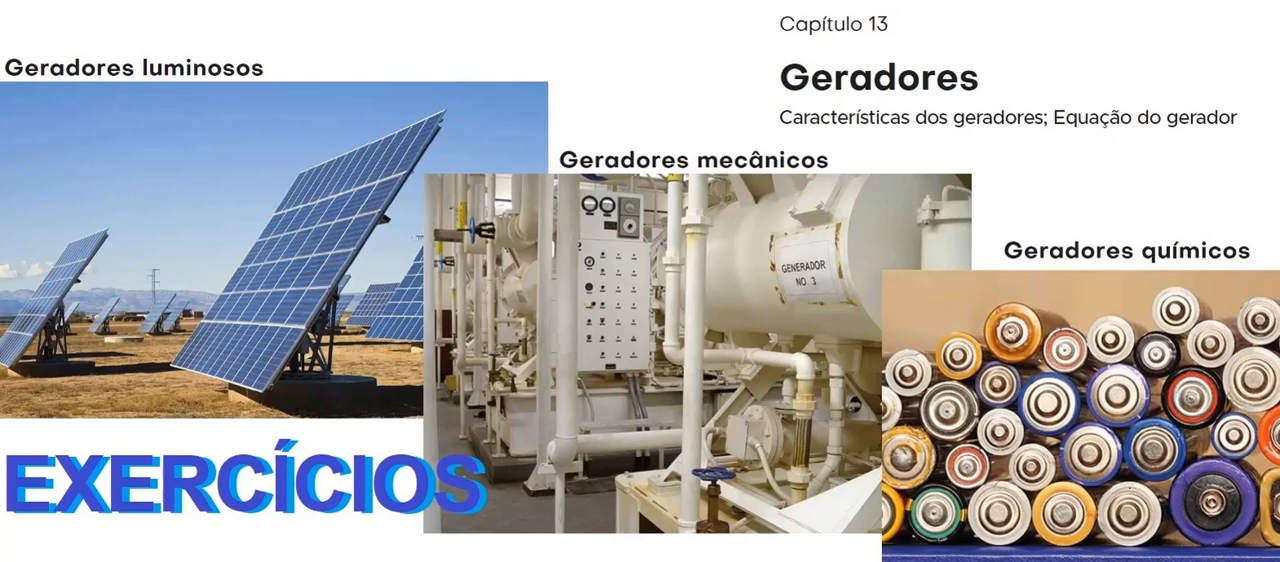 Capítulo 13
Geradores luminosos
Geradores
Características dos geradores; Equação do gerador
Geradores mecânicos
GENERADOR
NO. 3
Geradores químicos
EXERCÍCIOS